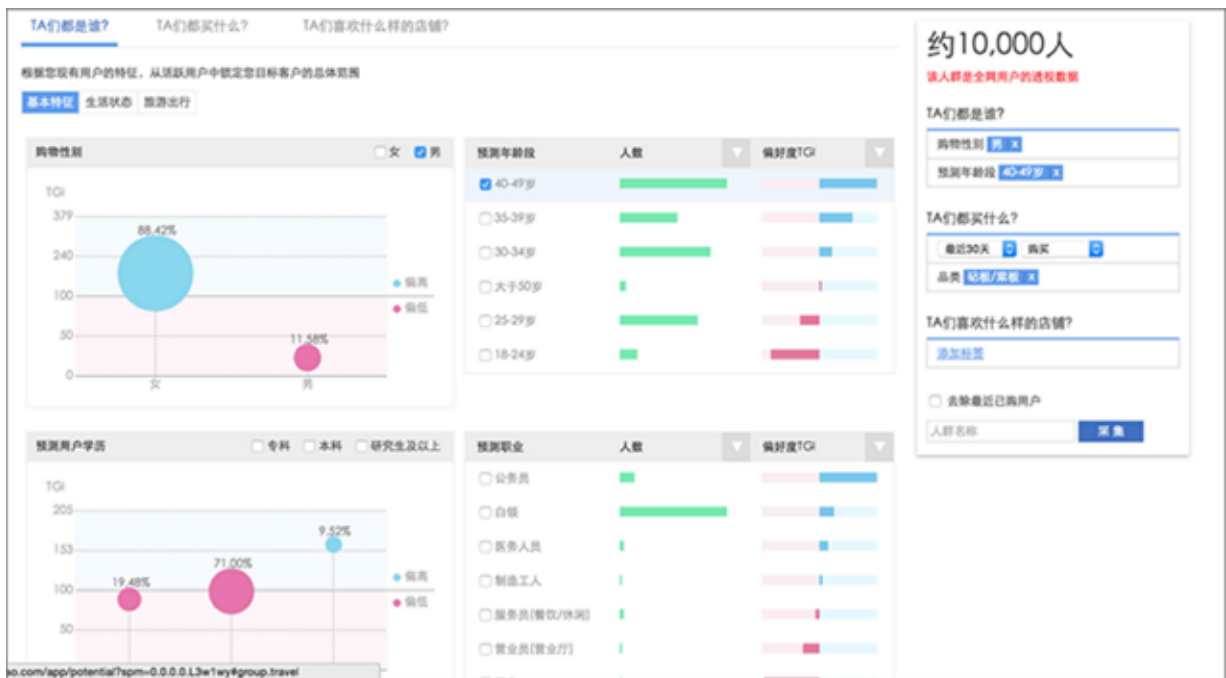 TA们都是谁? TA们都买什么? TA们喜欢什么样的店铺?
根据您现有用户的特征，从活跃用户中锁定您目标客户的总体范围
基本特征 生活状态 旅游出行
购物性别 女 男
TGI
379
240
100
50
0
88.42%
11.58%
女 男
偏高
偏低
预测年龄段 人数 偏好度TGI
40-49岁
35-39岁
30-34岁
大于50岁
25-29岁
18-24岁
预测用户学历 专科 本科 研究生及以上
TGI
205
153
100
50
19.48%
71.00%
9.52%
偏高
偏低
预测职业 人数 偏好度TGI
公务员
白领
医务人员
制造工人
服务员(餐饮/休闲)
营业员(营业厅)
约10,000人
该人群是全网用户的透视数据
TA们都是谁?
购物性别 男 x
预测年龄段 40-49岁 x
TA们都买什么?
最近30天 购买
品类 砧板/菜板 x
TA们喜欢什么样的店铺?
添加标签
去除最近已购用户
人群名称 采集
ao.com/app/potential?spm=0.0.0.0.L3w1wy#group.travel